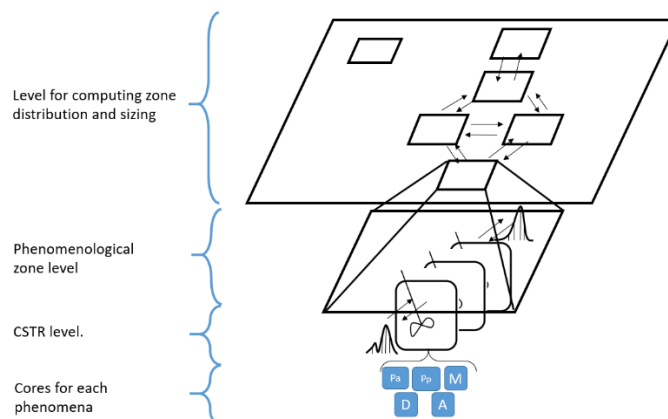 Level for computing zone
distribution and sizing
Phenomenological
zone level
CSTR level.
Cores for each
phenomena
Pa Pp M
D A